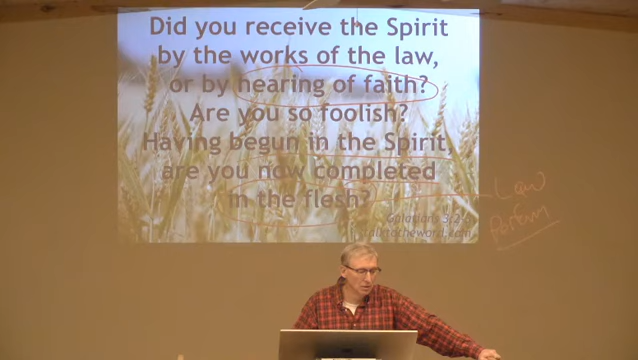 Did you receive the Spirit
by the works of the law,
or by hearing of faith?
Are you so foolish?
Having begun in the Spirit,
are you now completed
in the flesh?
Galatians 3:2-3
Law